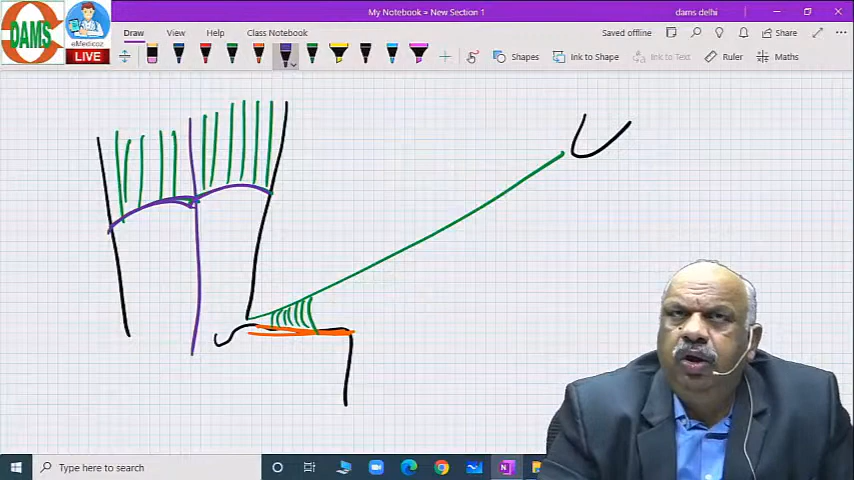 DAMS
eMedicoz
LIVE
My Notebook » New Section 1
dams delhi
Draw View Help Class Notebook
Saved offline
Share
Shapes Ink to Shape Ink to Text Ruler Maths
Type here to search